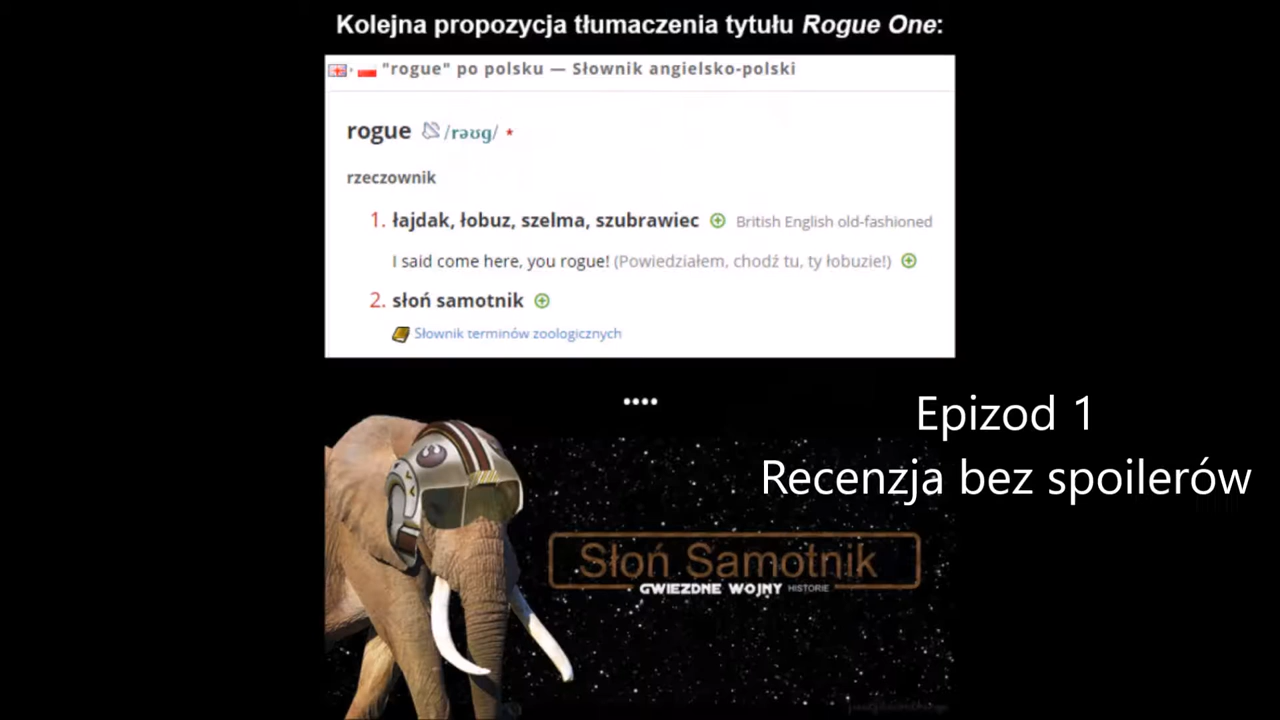 Kolejna propozycja tłumaczenia tytułu Rogue One:
"rogue" po polsku — Słownik angielsko-polski
rogue /rəʊg/ *
rzeczownik
1. łajdak, łobuz, szelma, szubrawiec British English old-fashioned
I said come here, you rogue! (Powiedziałem, chodź tu, ty łobuzie!)
2. słoń samotnik
Słownik terminów zoologicznych
....
Epizod 1
Recenzja bez spoilerów
Słoń Samotnik
GWIEZDNE WOJNY HISTORIE